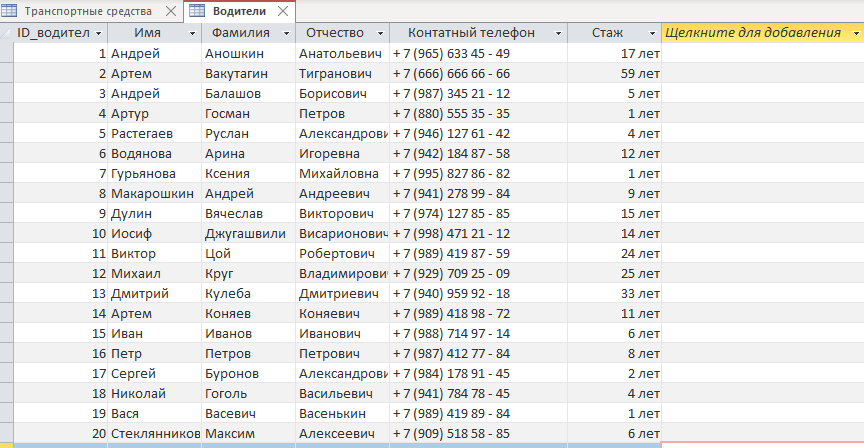 Транспортные средства Водители
ID_водител Имя Фамилия Отчество Контатный телефон Стаж Щелкните для добавления
1 Андрей Аношкин Анатольевич + 7 (965) 633 45 - 49 17 лет
2 Артем Вакутагин Тигранович + 7 (666) 666 66 - 66 59 лет
3 Андрей Балашов Борисович + 7 (987) 345 21 - 12 5 лет
4 Артур Госман Петров + 7 (880) 555 35 - 35 1 лет
5 Растегаев Руслан Александрови + 7 (946) 127 61 - 42 4 лет
6 Водянова Арина Игоревна + 7 (942) 184 87 - 58 12 лет
7 Гурьянова Ксения Михайловна + 7 (995) 827 86 - 82 1 лет
8 Макарошкин Андрей Андреевич + 7 (941) 278 99 - 84 9 лет
9 Дулин Вячеслав Викторович + 7 (974) 127 85 - 85 15 лет
10 Иосиф Джугашвили Висарионович + 7 (998) 471 21 - 12 14 лет
11 Виктор Цой Робертович + 7 (989) 419 87 - 59 24 лет
12 Михаил Круг Владимирович + 7 (929) 709 25 - 09 25 лет
13 Дмитрий Кулеба Дмитриевич + 7 (940) 959 92 - 18 33 лет
14 Артем Коняев Коняевич + 7 (989) 418 98 - 72 11 лет
15 Иван Иванов Иванович + 7 (988) 714 97 - 14 6 лет
16 Петр Петров Петрович + 7 (987) 412 77 - 84 8 лет
17 Сергей Буронов Александрови + 7 (984) 178 91 - 45 2 лет
18 Николай Гоголь Васильевич + 7 (941) 784 78 - 45 4 лет
19 Вася Васевич Васенькин + 7 (989) 419 89 - 84 1 лет
20 Стеклянников Максим Алексеевич + 7 (909) 518 58 - 85 6 лет